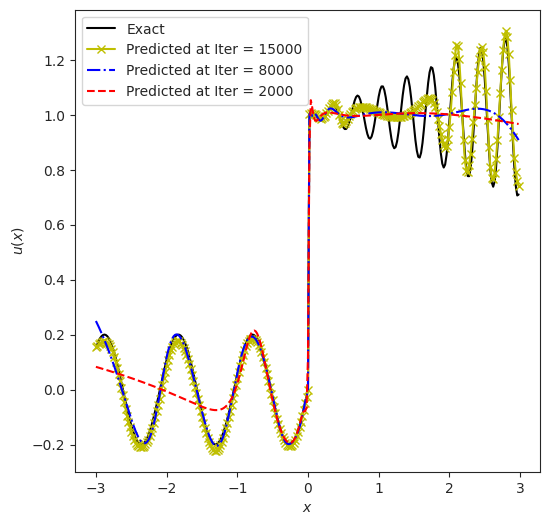 Exact
Predicted at Iter = 15000
Predicted at Iter = 8000
Predicted at Iter = 2000
u(x)
1.2
1.0
0.8
0.6
0.4
0.2
0.0
−0.2
−3 −2 −1 0 1 2 3
x